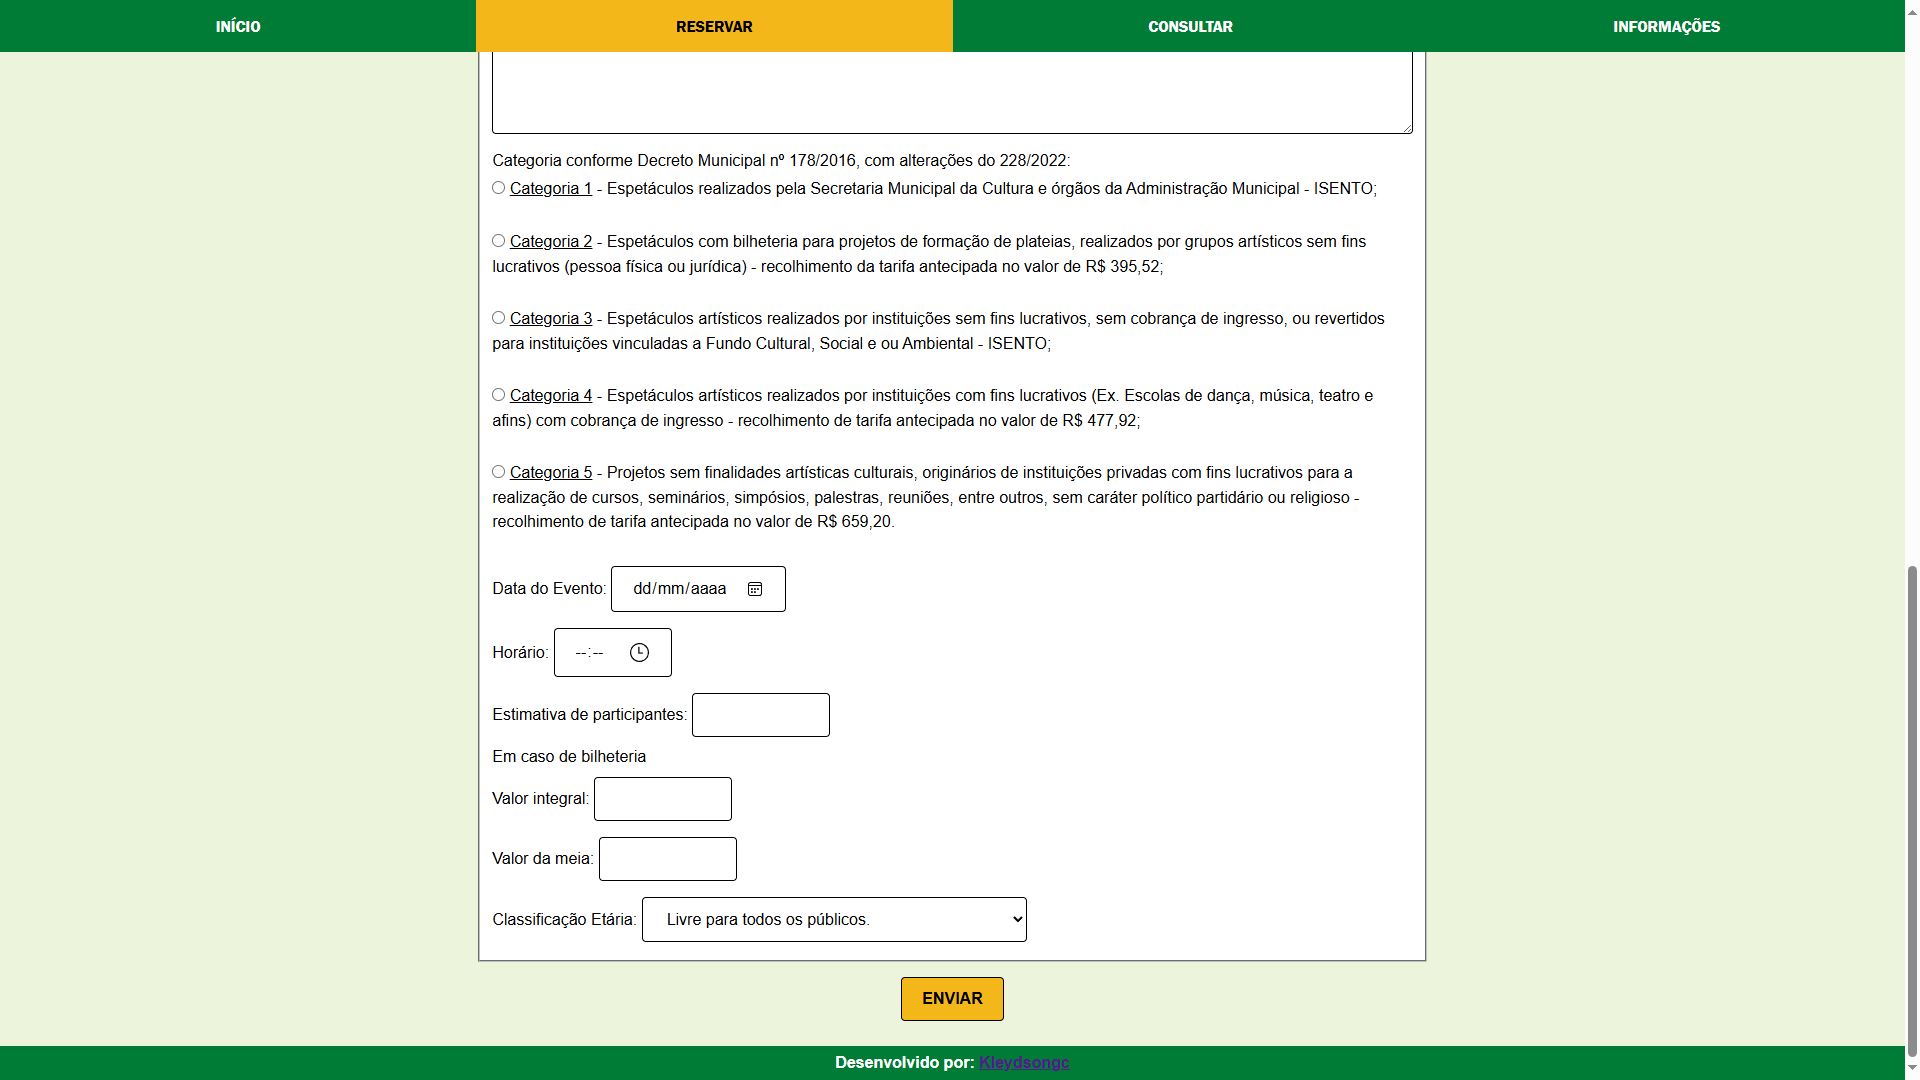 INÍCIO
RESERVAR
CONSULTAR
INFORMAÇÕES
Categoria conforme Decreto Municipal nº 178/2016, com alterações do 228/2022:
Categoria 1 - Espetáculos realizados pela Secretaria Municipal da Cultura e órgãos da Administração Municipal - ISENTO;
Categoria 2 - Espetáculos com bilheteria para projetos de formação de plateias, realizados por grupos artísticos sem fins
lucrativos (pessoa física ou jurídica) - recolhimento da tarifa antecipada no valor de R$ 395,52;
Categoria 3 - Espetáculos artísticos realizados por instituições sem fins lucrativos, sem cobrança de ingresso, ou revertidos
para instituições vinculadas a Fundo Cultural, Social e ou Ambiental - ISENTO;
Categoria 4 - Espetáculos artísticos realizados por instituições com fins lucrativos (Ex. Escolas de dança, música, teatro e
afins) com cobrança de ingresso - recolhimento de tarifa antecipada no valor de R$ 477,92;
Categoria 5 - Projetos sem finalidades artísticas culturais, originários de instituições privadas com fins lucrativos para a
realização de cursos, seminários, simpósios, palestras, reuniões, entre outros, sem caráter político partidário ou religioso -
recolhimento de tarifa antecipada no valor de R$ 659,20.
Data do Evento: dd/mm/aaaa
Horário: --:--
Estimativa de participantes:
Em caso de bilheteria
Valor integral:
Valor da meia:
Classificação Etária: Livre para todos os públicos.
ENVIAR
Desenvolvido por: Kleydsongc